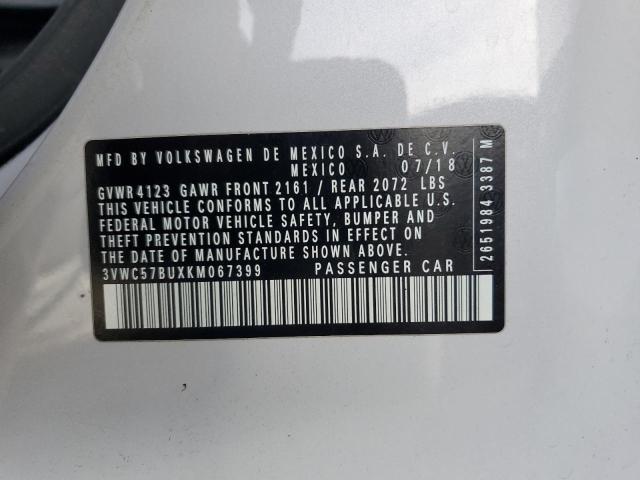 MFD BY VOLKSWAGEN DE MEXICO S.A. DE C.V.
MEXICO 07/18
GVWR 4123 GAWR FRONT 2161 / REAR 2072 LBS
THIS VEHICLE CONFORMS TO ALL APPLICABLE U.S.
FEDERAL MOTOR VEHICLE SAFETY, BUMPER AND
THEFT PREVENTION STANDARDS IN EFFECT ON
THE DATE OF MANUFACTURE SHOWN ABOVE.
3VWC57BUXKM067399 PASSENGER CAR
2651984 3387 M